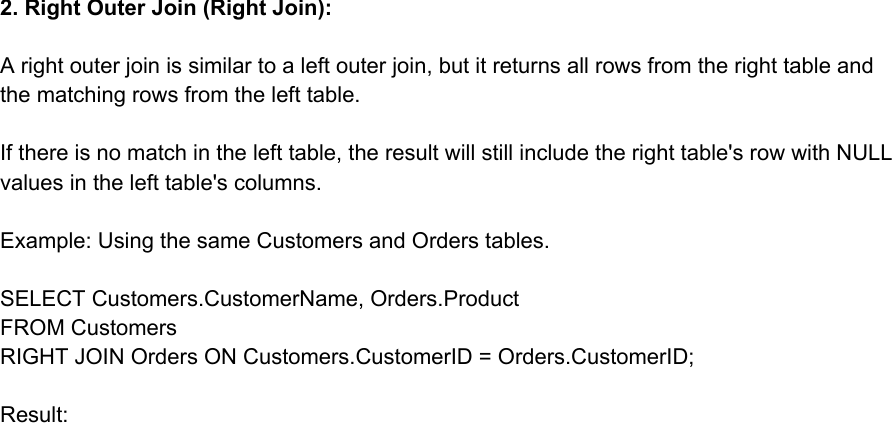 2. Right Outer Join (Right Join):
A right outer join is similar to a left outer join, but it returns all rows from the right table and
the matching rows from the left table.
If there is no match in the left table, the result will still include the right table's row with NULL
values in the left table's columns.
Example: Using the same Customers and Orders tables.
SELECT Customers.CustomerName, Orders.Product
FROM Customers
RIGHT JOIN Orders ON Customers.CustomerID = Orders.CustomerID;
Result: